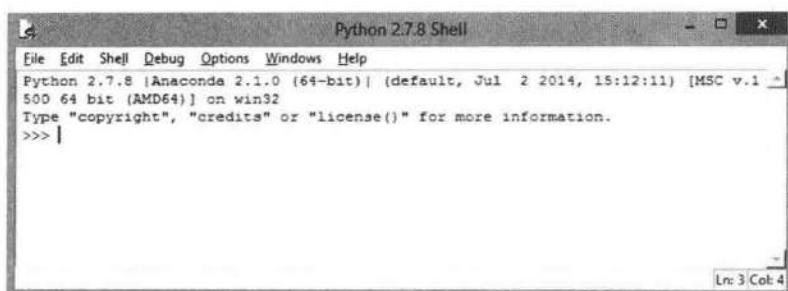 Python 2.7.8 Shell
File Edit Shell Debug Options Windows Help
Python 2.7.8 |Anaconda 2.1.0 (64-bit)| (default, Jul  2 2014, 15:12:11) [MSC v.1
500 64 bit (AMD64)] on win32
Type "copyright", "credits" or "license()" for more information.
>>>
Ln: 3 Col: 4